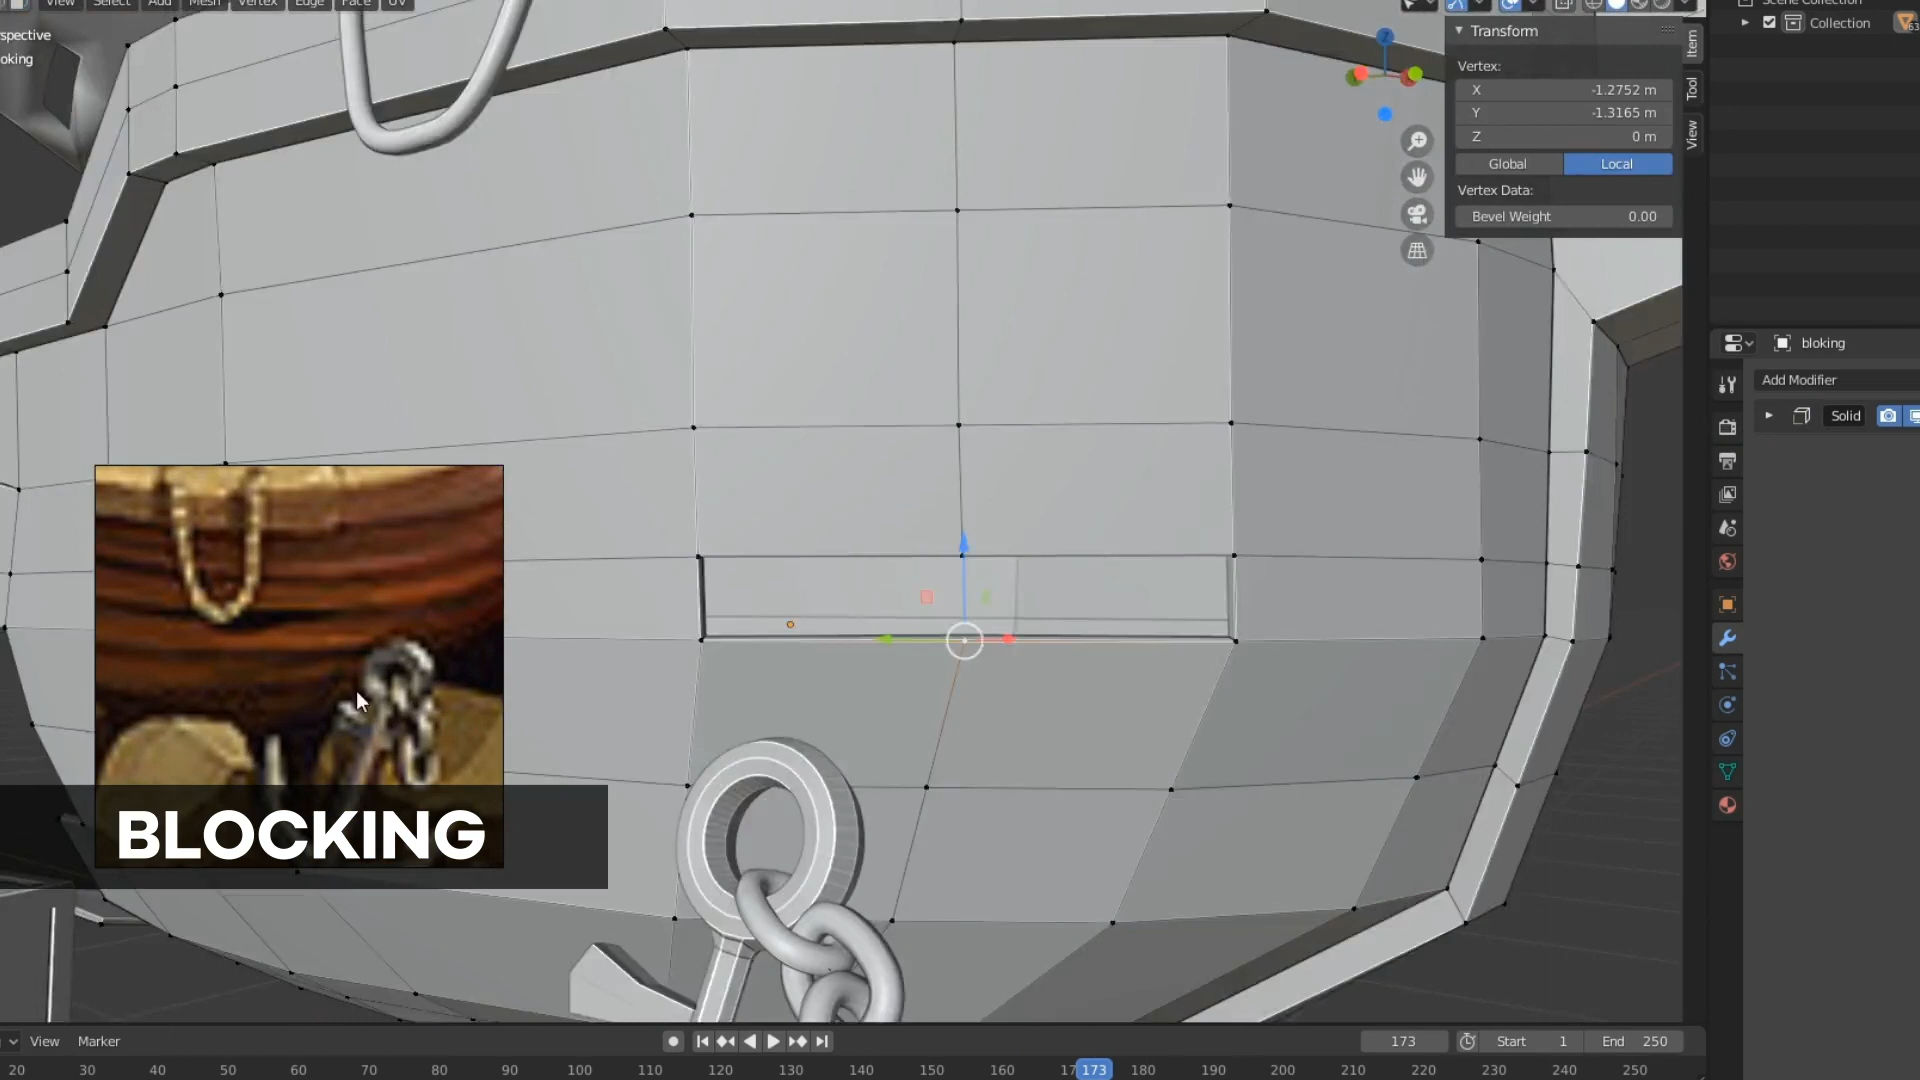 View Select Add Mesh Vertex Edge Face UV
spective
oking
Scene Collection
Collection
Transform
Vertex:
X -1.2752 m
Y -1.3165 m
Z 0 m
Global Local
Vertex Data:
Bevel Weight 0.00
Item
Tool
View
Z
bloking
Add Modifier
Solid
BLOCKING
View Marker
173 Start 1 End 250
20 30 40 50 60 70 80 90 100 110 120 130 140 150 160 17 173 180 190 200 210 220 230 240 250